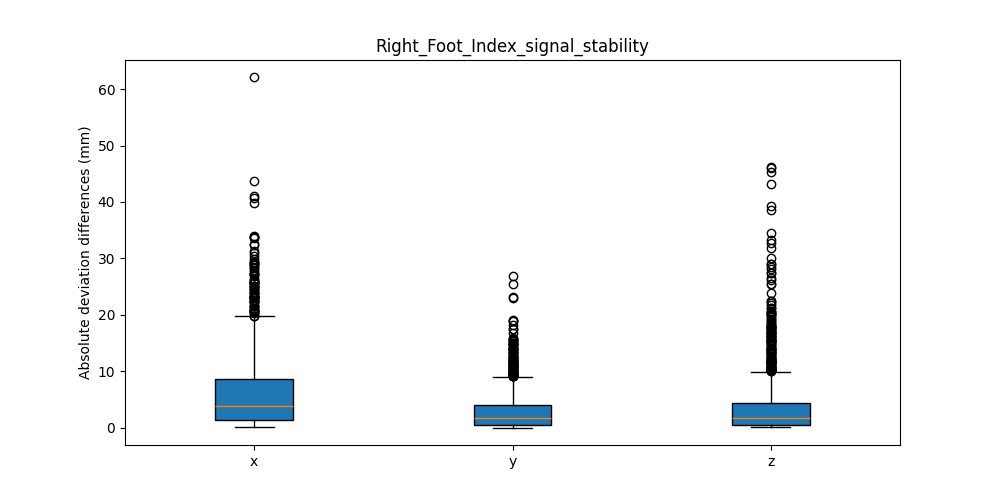 Right_Foot_Index_signal_stability
Absolute deviation differences (mm)
60
50
40
30
20
10
0
x
y
z